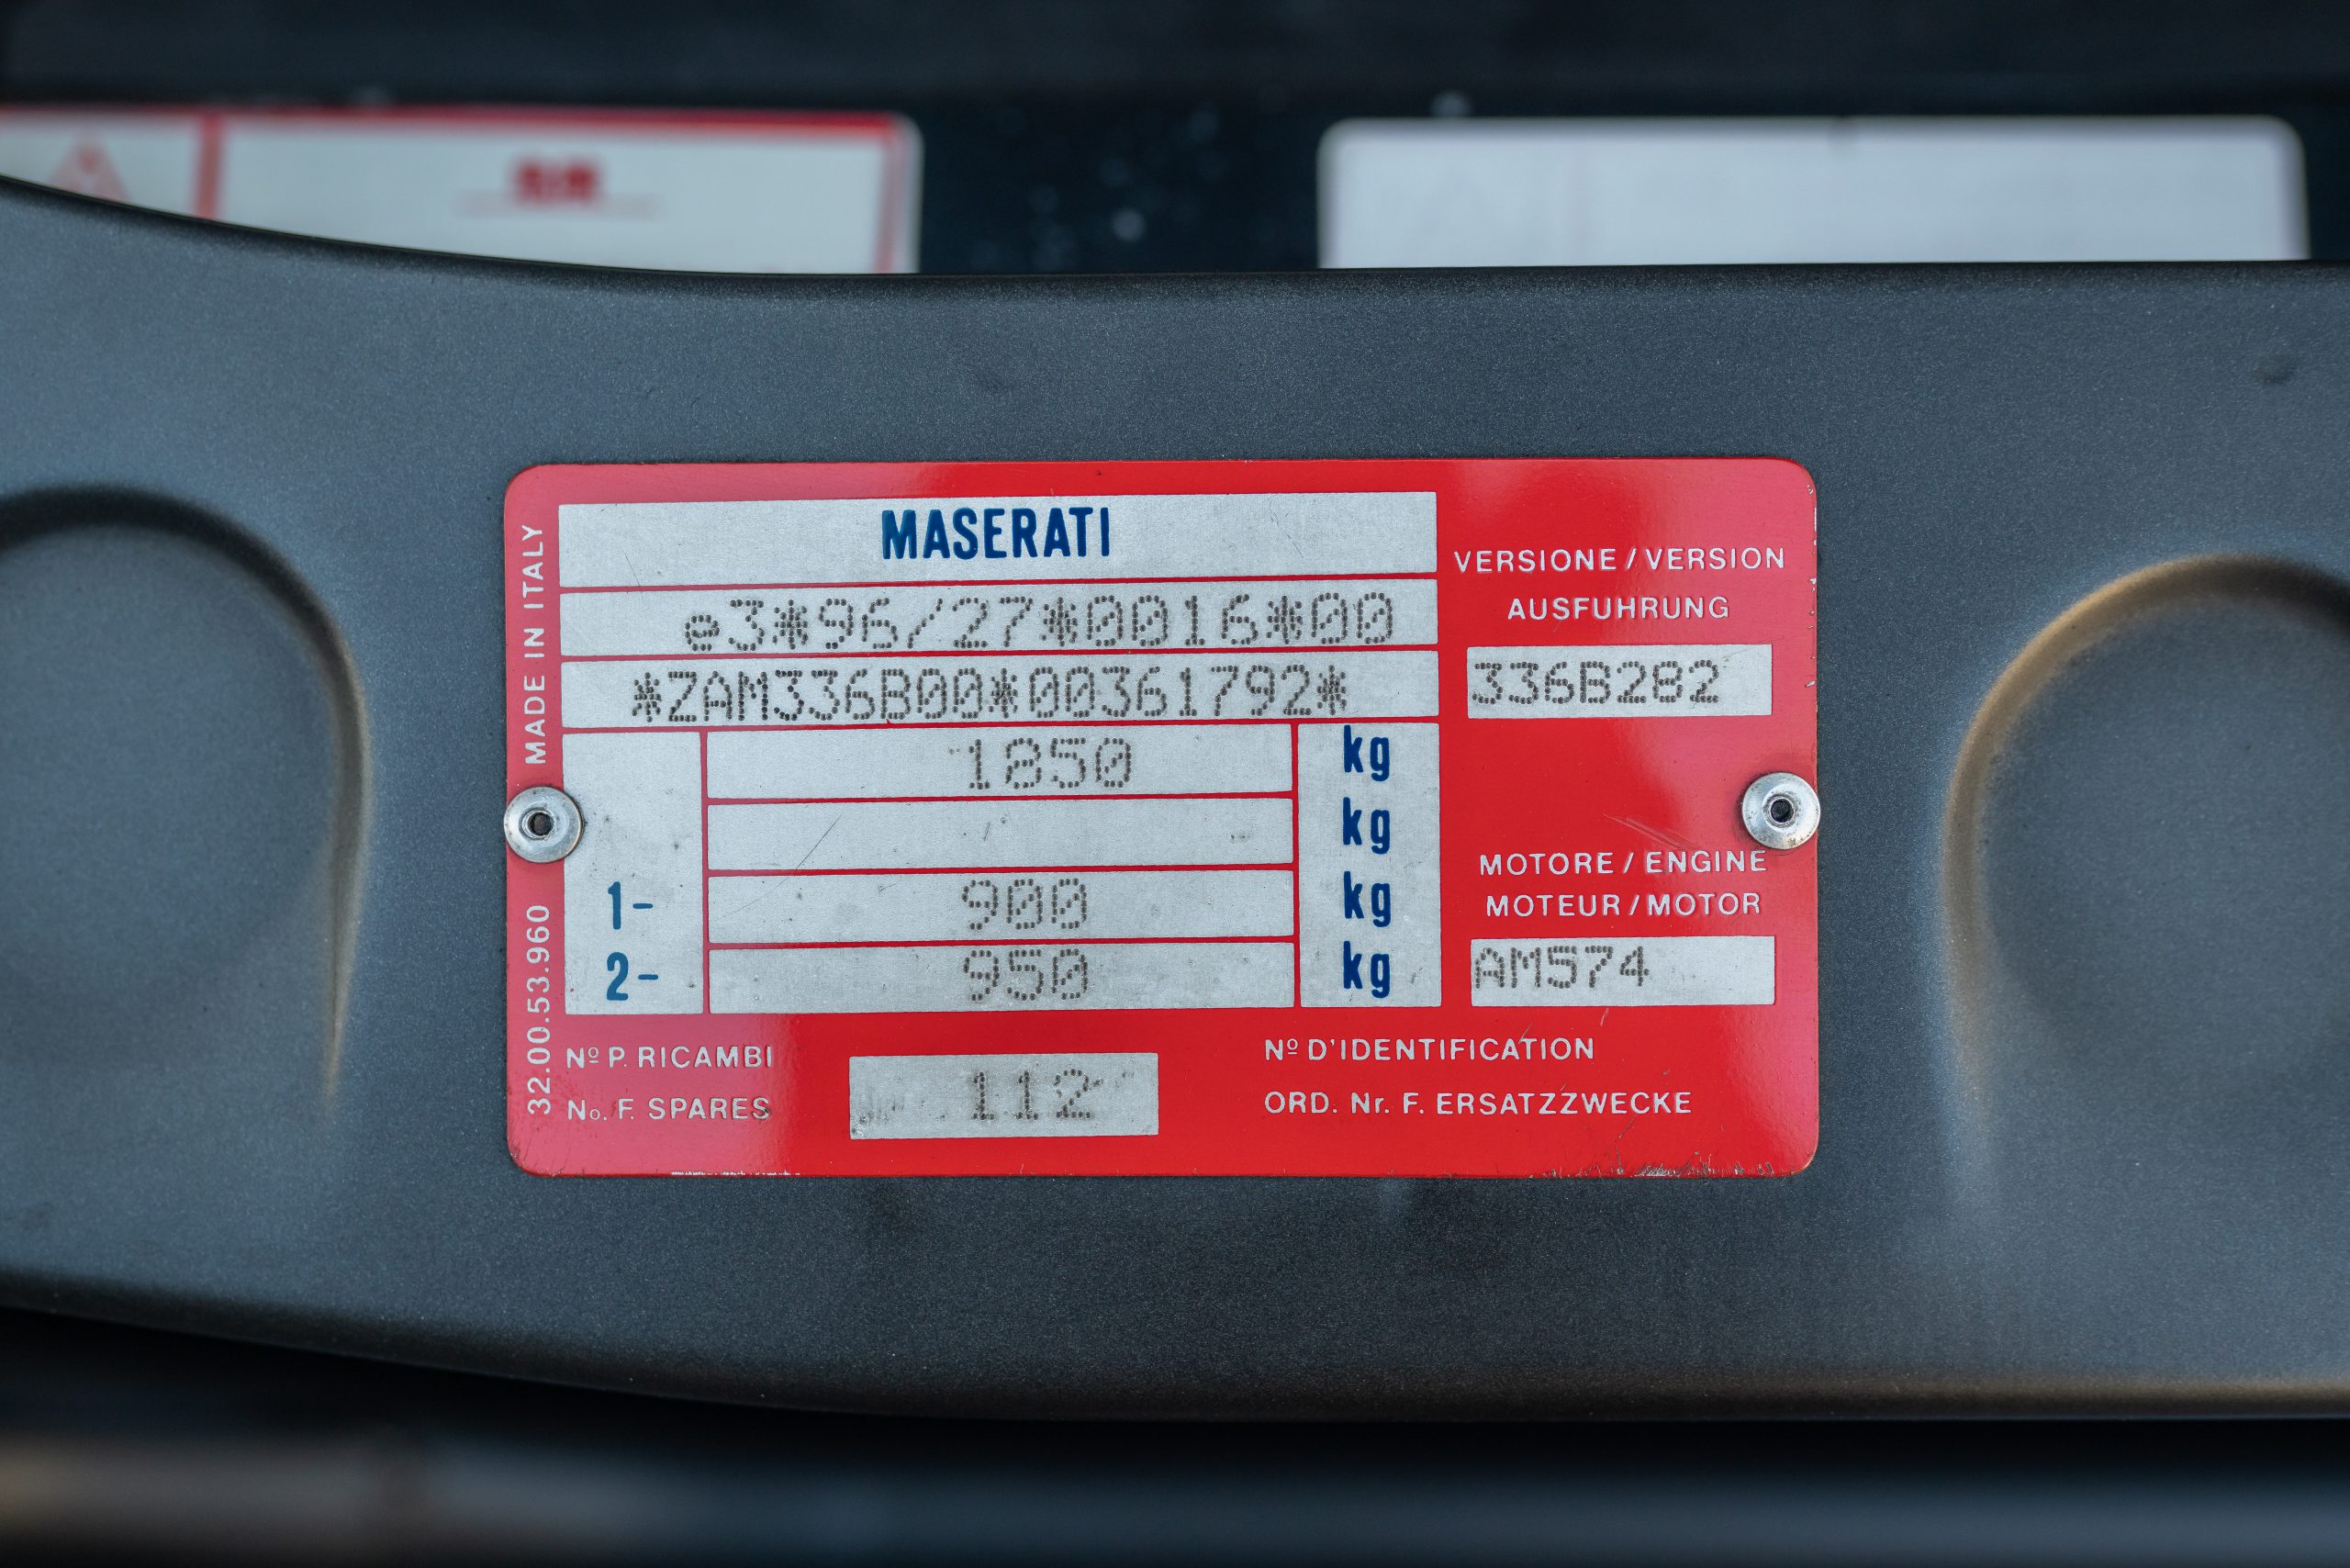 MASERATI
e3*96/27*0016*00
*ZAM336B00*00361792*
1850 kg
kg
1- 900 kg
2- 950 kg
VERSIONE / VERSION
AUSFUHRUNG
336B282
MOTORE / ENGINE
MOTEUR / MOTOR
AM574
Nº P. RICAMBI
No. F. SPARES
112
Nº D'IDENTIFICATION
ORD. Nr. F. ERSATZZWECKE
MADE IN ITALY
32.00.53.960